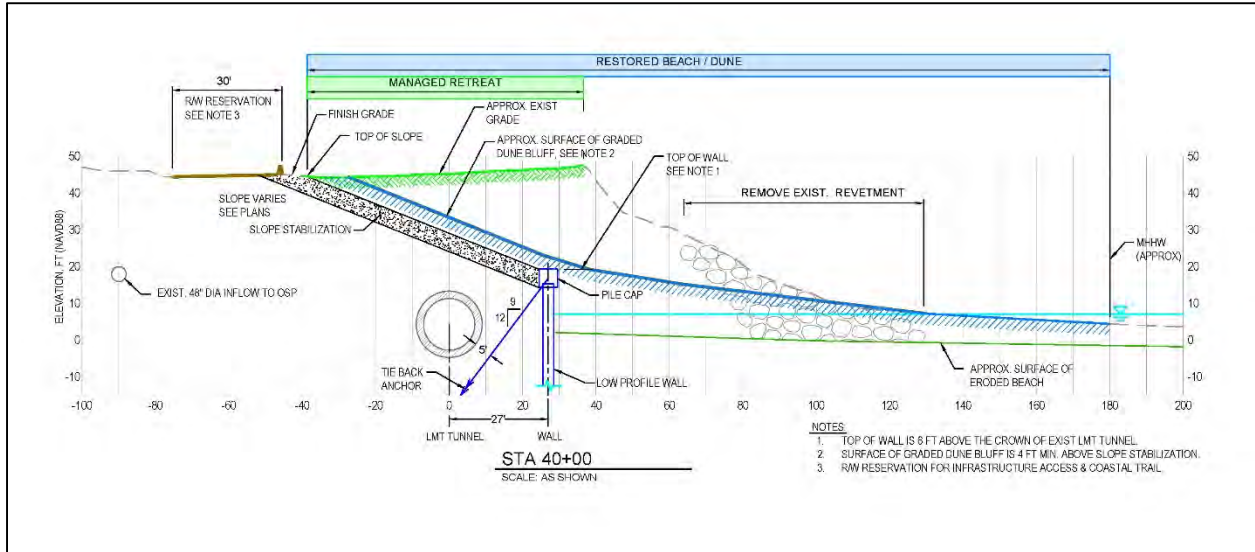 RESTORED BEACH / DUNE
MANAGED RETREAT
30'
R/W RESERVATION
SEE NOTE 3
FINISH GRADE
TOP OF SLOPE
APPROX. EXIST
GRADE
APPROX. SURFACE OF GRADED
DUNE BLUFF, SEE NOTE 2
TOP OF WALL
SEE NOTE 1
REMOVE EXIST. REVETMENT
MHHW
(APPROX)
SLOPE VARIES
SEE PLANS
SLOPE STABILIZATION
EXIST. 48" DIA INFLOW TO OSP
PILE CAP
9
12
5'
TIE BACK
ANCHOR
LOW PROFILE WALL
APPROX. SURFACE OF
ERODED BEACH
ELEVATION, FT (NAVD88)
50
40
30
20
10
0
-10
50
40
30
20
10
0
-10
-100 -80 -60 -40 -20 0 20 40 60 80 100 120 140 160 180 200
27'
LMT TUNNEL WALL
STA 40+00
SCALE: AS SHOWN
NOTES
1. TOP OF WALL IS 6 FT ABOVE THE CROWN OF EXIST LMT TUNNEL.
2. SURFACE OF GRADED DUNE BLUFF IS 4 FT MIN. ABOVE SLOPE STABILIZATION.
3. R/W RESERVATION FOR INFRASTRUCTURE ACCESS & COASTAL TRAIL